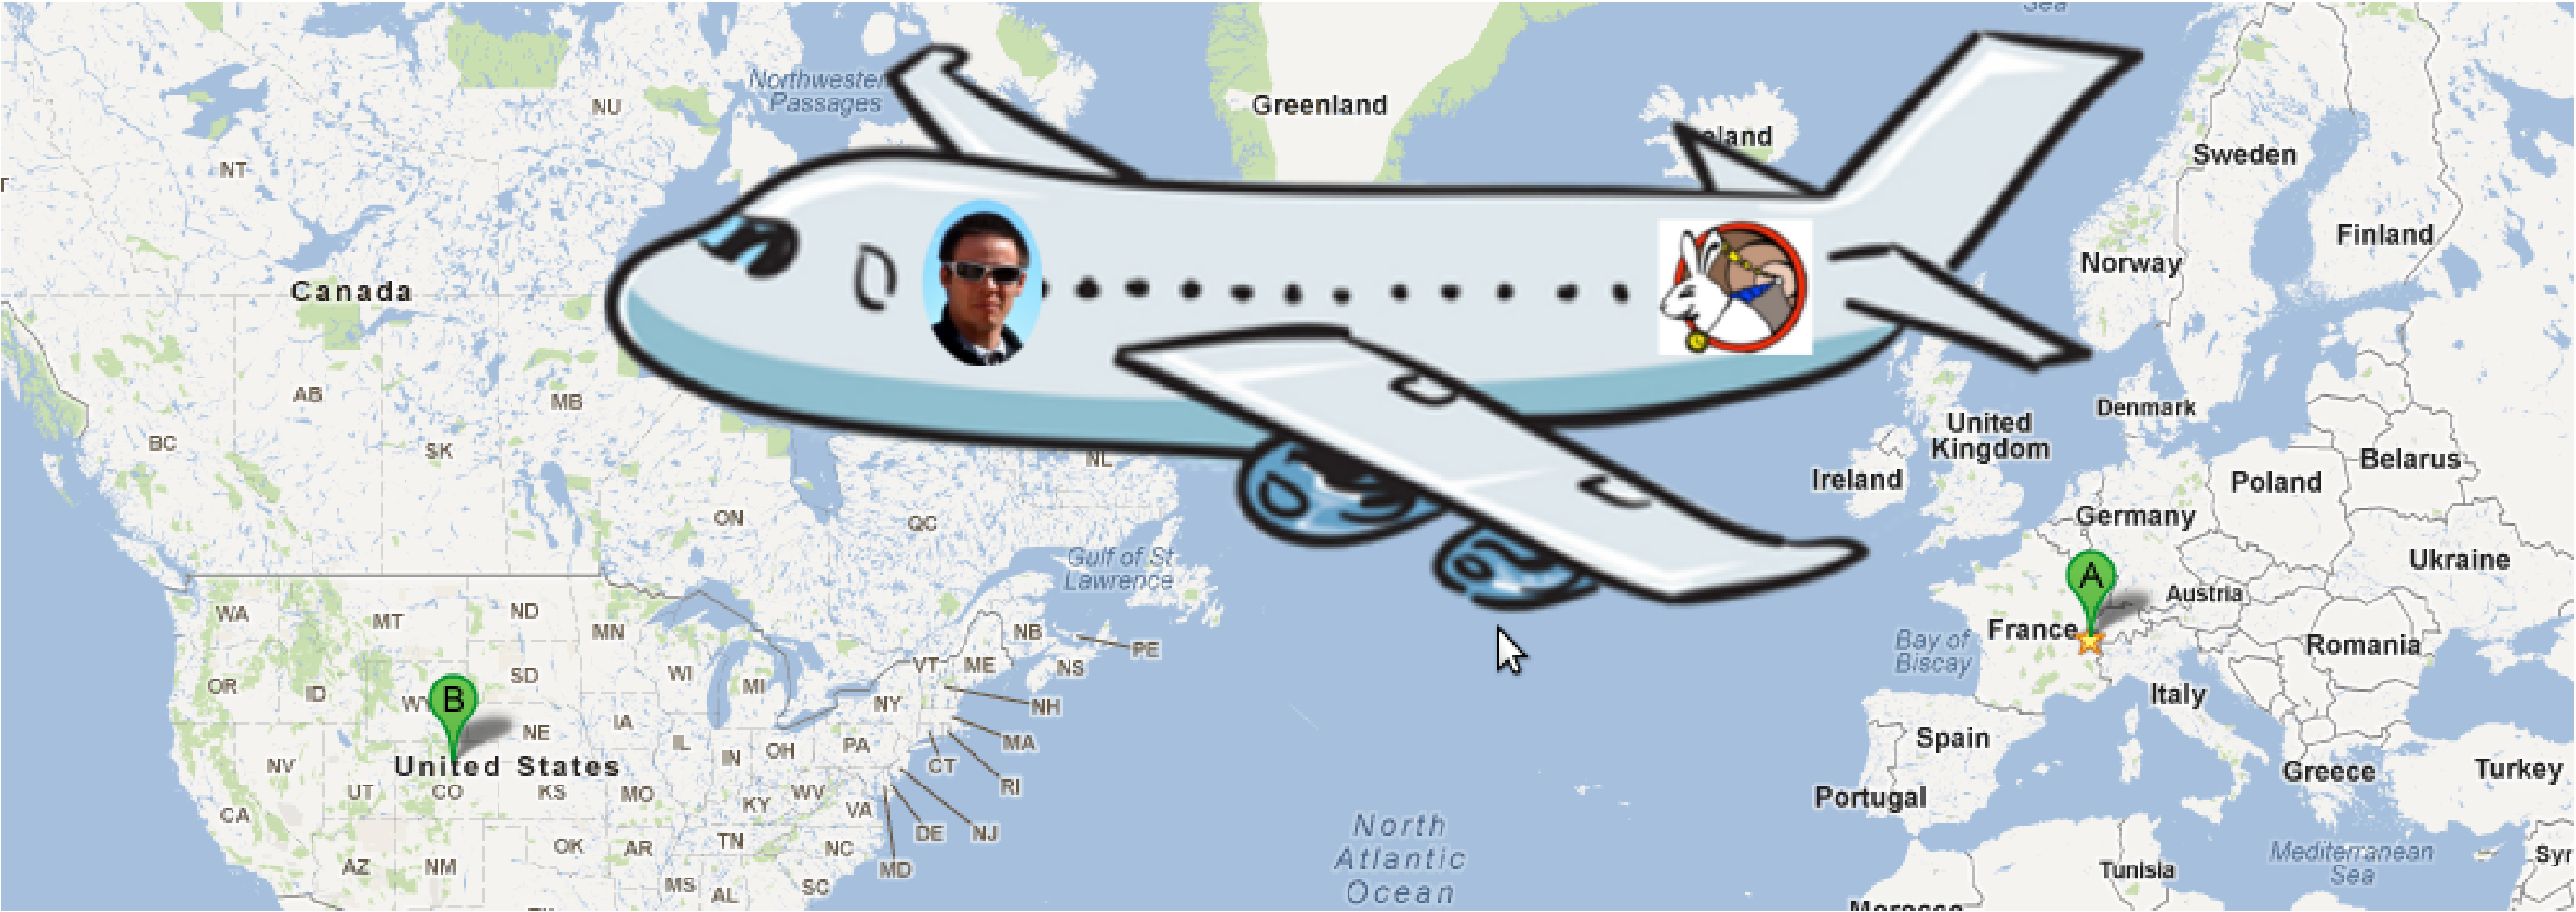 Sea
Northwester
Passages
NU
Greenland
eland
Sweden
NT
Finland
Norway
Canada
AB
MB
BC
SK
NL
Denmark
United
Kingdom
Ireland
Belarus
Poland
ON
QC
Germany
Gulf of St
Lawrence
Ukraine
A
Austria
WA
MT
ND
MN
NB
PE
France
Bay of
Biscay
Romania
VT
ME
NS
OR
ID
SD
WI
MI
B
WY
NY
NH
Italy
IA
NE
MA
Spain
IL
IN
OH
PA
CT
NV
United States
RI
Greece
Turkey
UT
CO
KS
MO
KY
WV
VA
Portugal
CA
DE
NJ
North
Atlantic
Ocean
OK
AR
TN
NC
MD
AZ
NM
MS
AL
SC
Tunisia
Mediterranean
Sea
Syr
Morocco